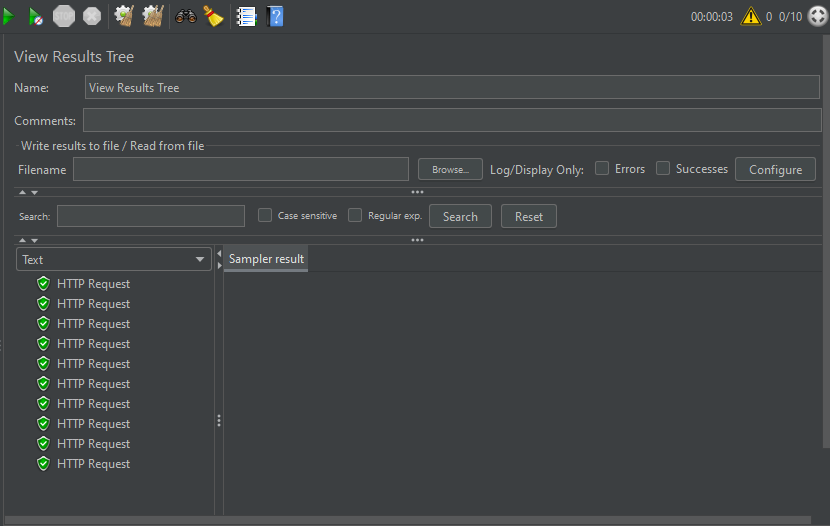 STOP
00:00:03 0 0/10
View Results Tree
Name: View Results Tree
Comments:
Write results to file / Read from file
Filename Browse... Log/Display Only: Errors Successes Configure
Search: Case sensitive Regular exp. Search Reset
Text Sampler result
HTTP Request
HTTP Request
HTTP Request
HTTP Request
HTTP Request
HTTP Request
HTTP Request
HTTP Request
HTTP Request
HTTP Request